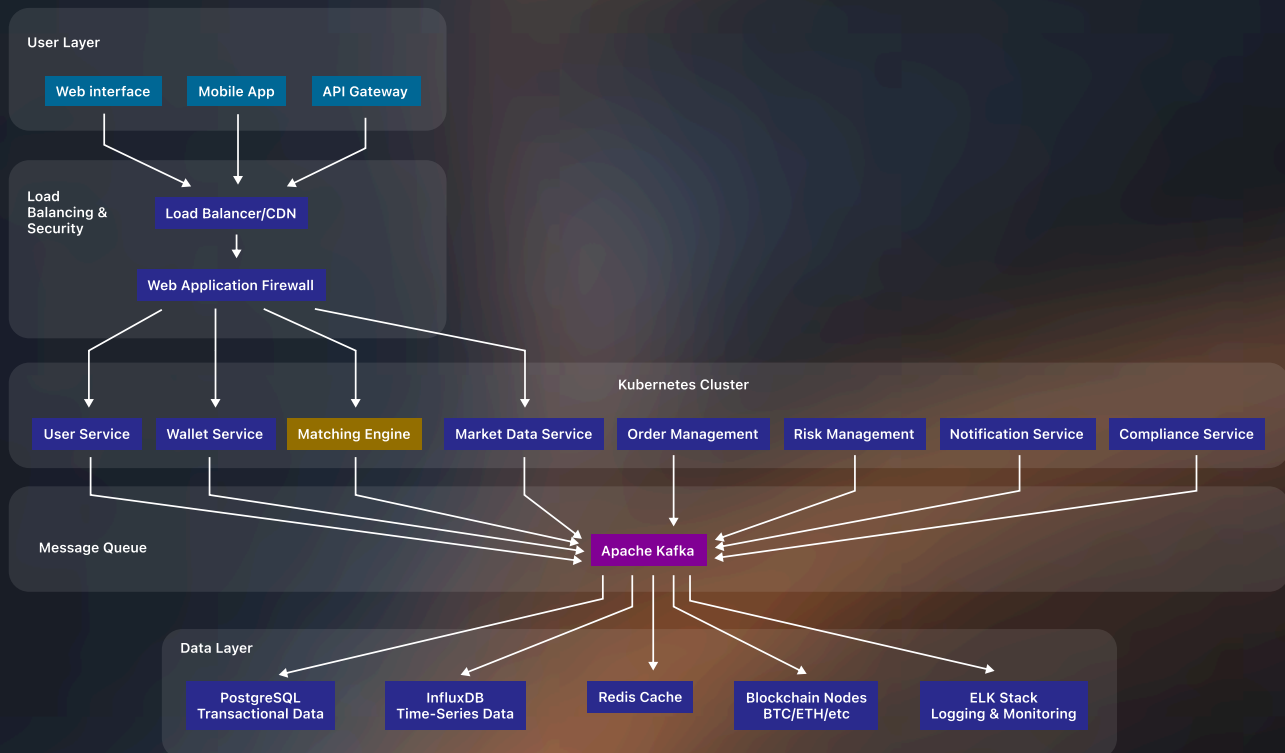 User Layer
Web interface
Mobile App
API Gateway
Load
Balancing &
Security
Load Balancer/CDN
Web Application Firewall
Kubernetes Cluster
User Service
Wallet Service
Matching Engine
Market Data Service
Order Management
Risk Management
Notification Service
Compliance Service
Message Queue
Apache Kafka
Data Layer
PostgreSQL
Transactional Data
InfluxDB
Time-Series Data
Redis Cache
Blockchain Nodes
BTC/ETH/etc
ELK Stack
Logging & Monitoring